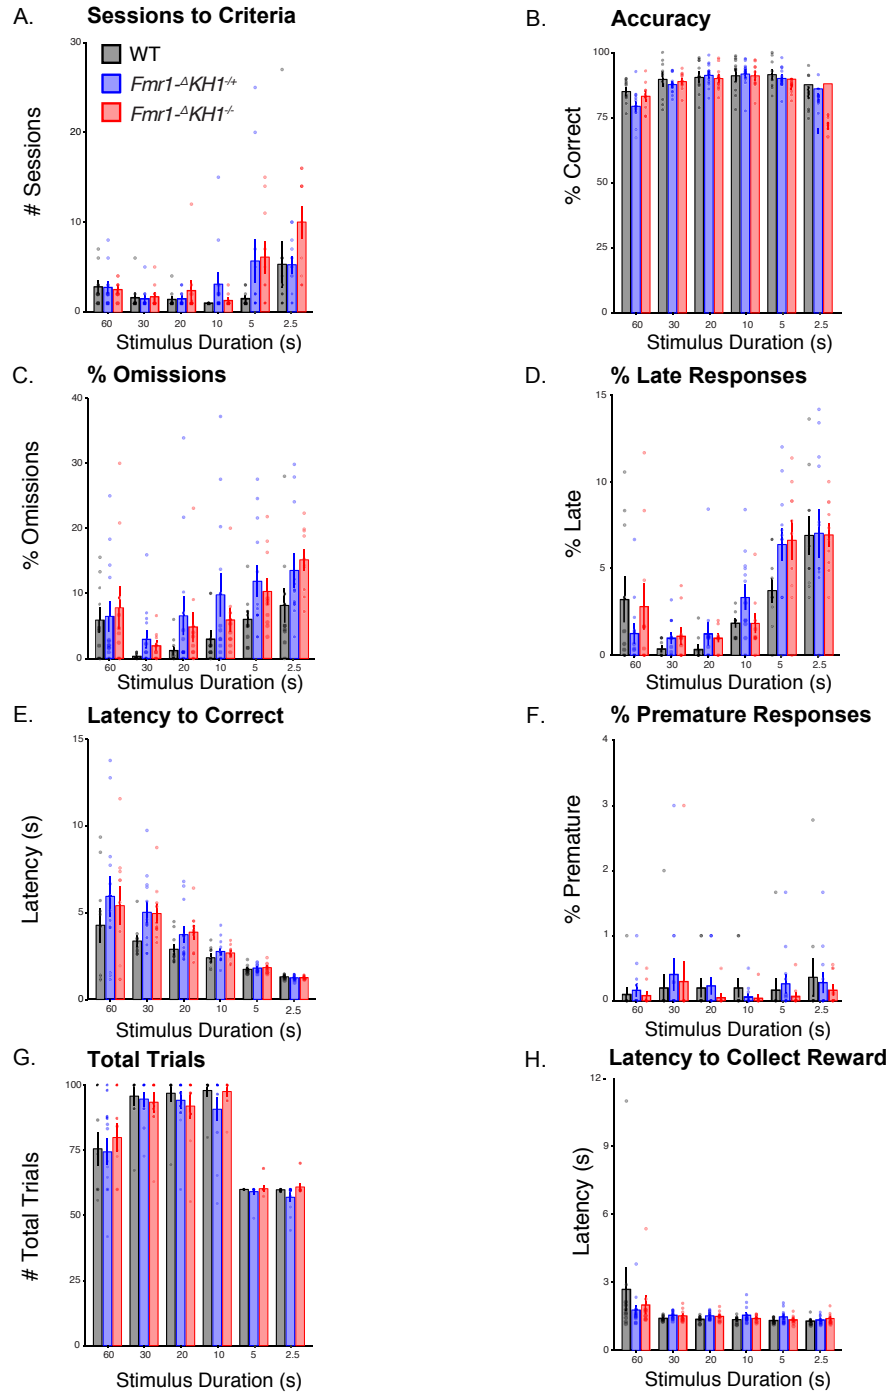 A. Sessions to Criteria
30
20
10
0
# Sessions
WT
Fmr1-ΔKH1-/+
Fmr1-ΔKH1-/-
60 30 20 10 5 2.5
Stimulus Duration (s)
B. Accuracy
100
75
50
25
0
% Correct
60 30 20 10 5 2.5
Stimulus Duration (s)
C. % Omissions
40
30
20
10
0
% Omissions
60 30 20 10 5 2.5
Stimulus Duration (s)
D. % Late Responses
15
10
5
0
% Late
60 30 20 10 5 2.5
Stimulus Duration (s)
E. Latency to Correct
15
10
5
0
Latency (s)
60 30 20 10 5 2.5
Stimulus Duration (s)
F. % Premature Responses
4
3
2
1
0
% Premature
60 30 20 10 5 2.5
Stimulus Duration (s)
G. Total Trials
100
75
50
25
0
# Total Trials
60 30 20 10 5 2.5
Stimulus Duration (s)
H. Latency to Collect Reward
12
9
6
3
0
Latency (s)
60 30 20 10 5 2.5
Stimulus Duration (s)